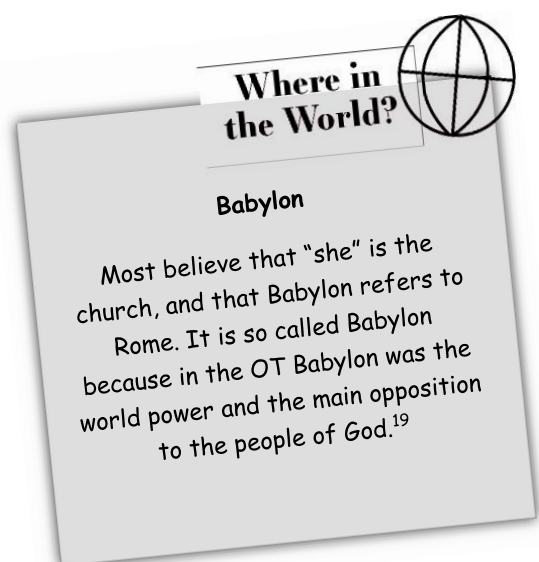 Where in
the World?
Babylon
Most believe that “she” is the
church, and that Babylon refers to
Rome. It is so called Babylon
because in the OT Babylon was the
world power and the main opposition
to the people of God.19